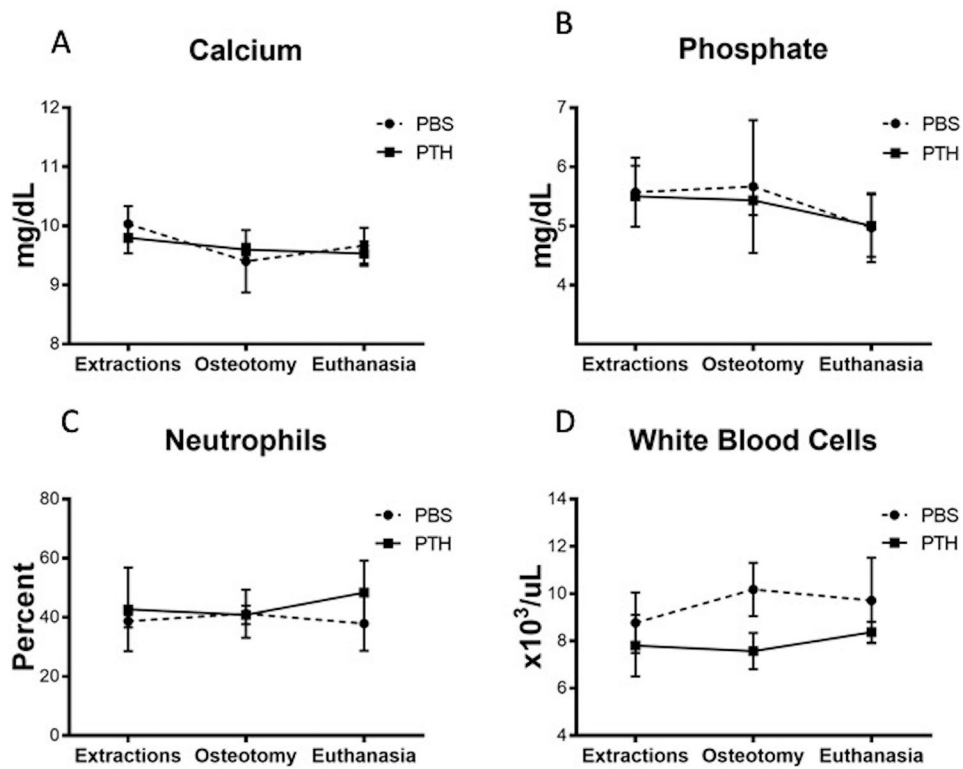 A
Calcium
12
11
10
9
8
mg/dL
PBS
PTH
Extractions Osteotomy Euthanasia
B
Phosphate
7
6
5
4
mg/dL
PBS
PTH
Extractions Osteotomy Euthanasia
C
Neutrophils
80
60
40
20
0
Percent
PBS
PTH
Extractions Osteotomy Euthanasia
D
White Blood Cells
14
12
10
8
6
4
x10³/uL
PBS
PTH
Extractions Osteotomy Euthanasia